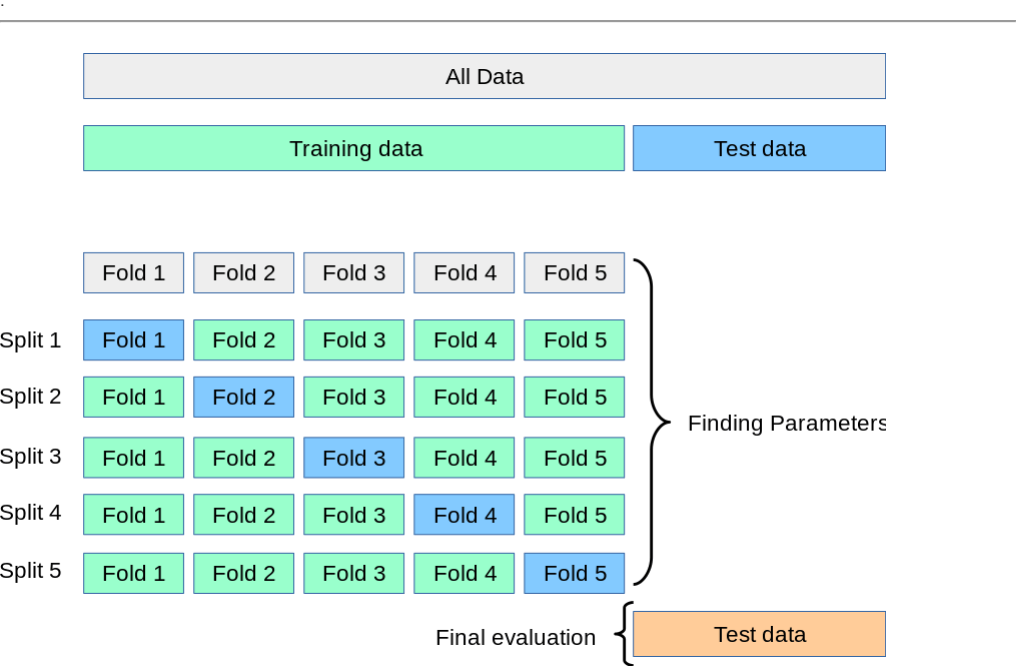 All Data
Training data Test data
Fold 1 Fold 2 Fold 3 Fold 4 Fold 5
Split 1 Fold 1 Fold 2 Fold 3 Fold 4 Fold 5
Split 2 Fold 1 Fold 2 Fold 3 Fold 4 Fold 5
Finding Parameters
Split 3 Fold 1 Fold 2 Fold 3 Fold 4 Fold 5
Split 4 Fold 1 Fold 2 Fold 3 Fold 4 Fold 5
Split 5 Fold 1 Fold 2 Fold 3 Fold 4 Fold 5
Final evaluation Test data